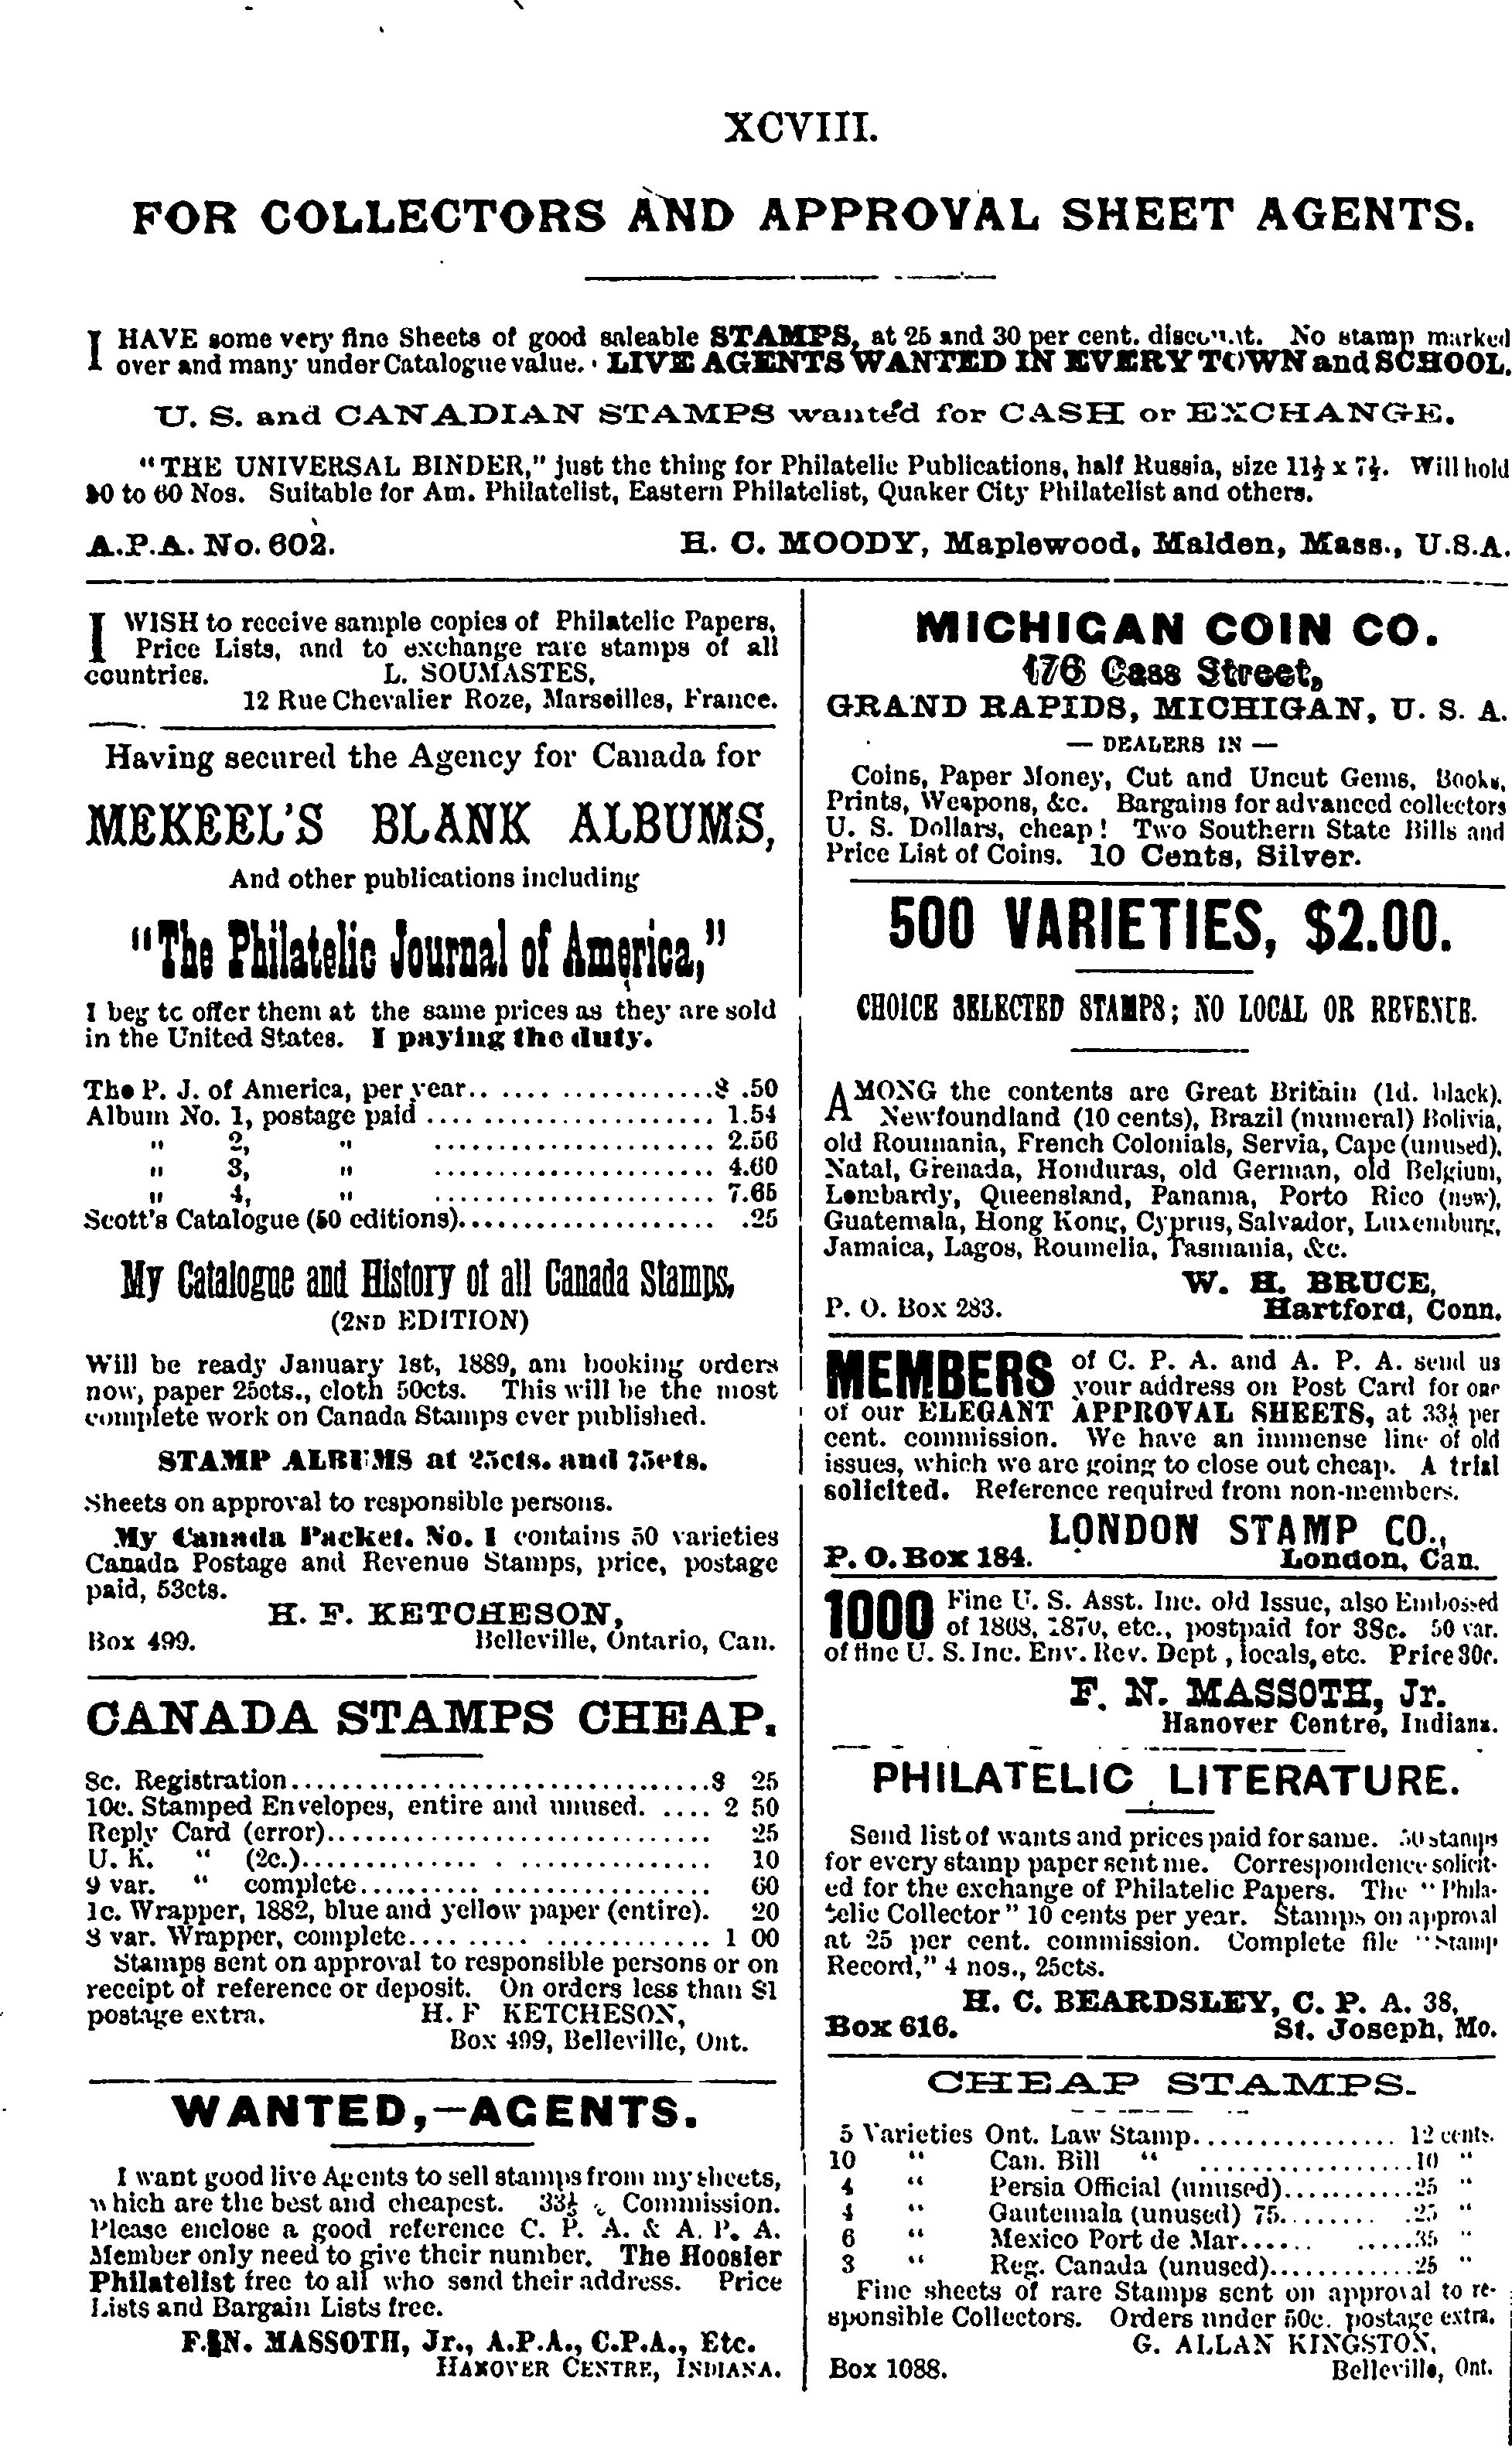 XCVIII.
FOR COLLECTORS AND APPROVAL SHEET AGENTS.
I HAVE some very fine Sheets of good saleable STAMPS, at 25 and 30 per cent. discount. No stamp marked
over and many under Catalogue value. LIVE AGENTS WANTED IN EVERY TOWN and SCHOOL.
U. S. and CANADIAN STAMPS wanted for CASH or EXCHANGE.
"THE UNIVERSAL BINDER," just the thing for Philatelic Publications, half Russia, size 11½ x 7½. Will hold
to 60 Nos. Suitable for Am. Philatelist, Eastern Philatelist, Quaker City Philatelist and others.
A.P.A. No. 602. H. C. MOODY, Maplewood, Malden, Mass., U.S.A.
I WISH to receive sample copies of Philatelic Papers,
Price Lists, and to exchange rare stamps of all
countries. L. SOUMASTES,
12 Rue Chevalier Roze, Marseilles, France.
Having secured the Agency for Canada for
MEKEEL'S BLANK ALBUMS,
And other publications including
"The Philatelic Journal of America,"
I beg to offer them at the same prices as they are sold
in the United States. I paying the duty.
The P. J. of America, per year.. .............$ .50
Album No. 1, postage paid .................... 1.54
" 2, " .................... 2.56
" 3, " .................... 4.60
" 4, " .................... 7.65
Scott's Catalogue (50 editions).................... .25
My Catalogue and History of all Canada Stamps,
(2ND EDITION)
Will be ready January 1st, 1889, am booking orders
now, paper 25cts., cloth 50cts. This will be the most
complete work on Canada Stamps ever published.
STAMP ALBUMS at 25cts. and 75cts.
Sheets on approval to responsible persons.
My Canada Packet. No. 1 contains 50 varieties
Canada Postage and Revenue Stamps, price, postage
paid, 53cts.
H. F. KETCHESON,
Box 499. Belleville, Ontario, Can.
CANADA STAMPS CHEAP.
8c. Registration..............................$ 25
10c. Stamped Envelopes, entire and unused. .... 2 50
Reply Card (error)........................... 25
U. K. " (2c.)............................ 10
9 var. " complete........................ 60
1c. Wrapper, 1882, blue and yellow paper (entire). 20
8 var. Wrapper, complete...................... 1 00
Stamps sent on approval to responsible persons or on
receipt of reference or deposit. On orders less than $1
postage extra. H. F KETCHESON,
Box 499, Belleville, Ont.
WANTED,—AGENTS.
I want good live Agents to sell stamps from my sheets,
which are the best and cheapest. 33⅓ % Commission.
Please enclose a good reference C. P. A. & A. P. A.
Member only need to give their number. The Hoosier
Philatelist free to all who send their address. Price
Lists and Bargain Lists free.
F. N. MASSOTH, Jr., A.P.A., C.P.A., Etc.
HANOVER CENTRE, INDIANA.
MICHIGAN COIN CO.
176 Cass Street,
GRAND RAPIDS, MICHIGAN, U. S. A.
— DEALERS IN —
Coins, Paper Money, Cut and Uncut Gems, Books,
Prints, Weapons, &c. Bargains for advanced collectors
U. S. Dollars, cheap! Two Southern State Bills and
Price List of Coins. 10 Cents, Silver.
500 VARIETIES, $2.00.
CHOICE SELECTED STAMPS; NO LOCAL OR REVENUE.
AMONG the contents are Great Britain (1d. black).
Newfoundland (10 cents), Brazil (numeral) Bolivia,
old Roumania, French Colonials, Servia, Cape (unused),
Natal, Grenada, Honduras, old German, old Belgium,
Lombardy, Queensland, Panama, Porto Rico (new),
Guatemala, Hong Kong, Cyprus, Salvador, Luxemburg,
Jamaica, Lagos, Roumelia, Tasmania, &c.
W. H. BRUCE,
P. O. Box 283. Hartford, Conn.
MEMBERS of C. P. A. and A. P. A. send us
your address on Post Card for one
of our ELEGANT APPROVAL SHEETS, at 33⅓ per
cent. commission. We have an immense line of old
issues, which we are going to close out cheap. A trial
solicited. Reference required from non-members.
LONDON STAMP CO.,
P. O. Box 184. London, Can.
1000 Fine U. S. Asst. Inc. old Issue, also Embossed
of 1868, 1870, etc., postpaid for 38c. 50 var.
of fine U. S. Inc. Env. Rev. Dept , locals, etc. Price 30c.
F. N. MASSOTH, Jr.
Hanover Centre, Indiana.
PHILATELIC LITERATURE.
Send list of wants and prices paid for same. 50 stamps
for every stamp paper sent me. Correspondence solicit-
ed for the exchange of Philatelic Papers. The "Phila-
telic Collector" 10 cents per year. Stamps on approval
at 25 per cent. commission. Complete file "Stamp
Record," 4 nos., 25cts.
H. C. BEARDSLEY, C. P. A. 38,
Box 616. St. Joseph, Mo.
CHEAP STAMPS.
5 Varieties Ont. Law Stamp................ 12 cents.
10 " Can. Bill " .................10 "
4 " Persia Official (unused)...........25 "
4 " Gautemala (unused) 75......... .25 "
6 " Mexico Port de Mar...... .....35 "
3 " Reg. Canada (unused)............25 "
Fine sheets of rare Stamps sent on approval to re-
sponsible Collectors. Orders under 50c. postage extra.
G. ALLAN KINGSTON,
Box 1088. Belleville, Ont.